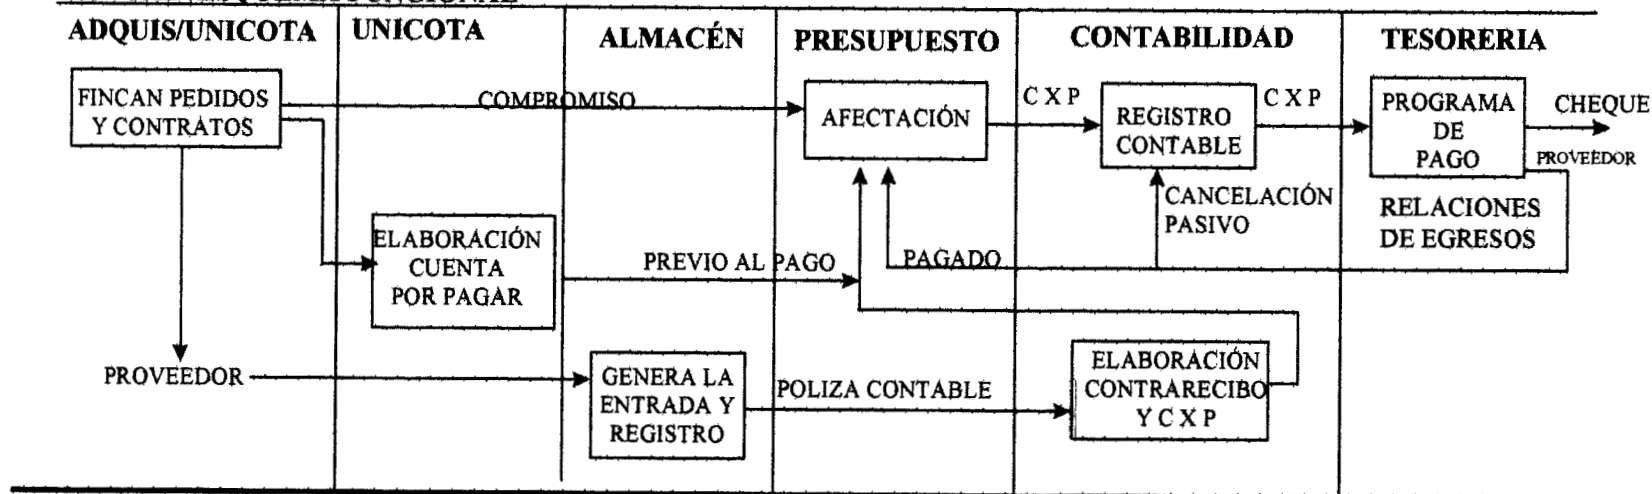 ADQUIS/UNICOTA
UNICOTA
ALMACÉN
PRESUPUESTO
CONTABILIDAD
TESORERIA
FINCAN PEDIDOS
Y CONTRATOS
COMPROMISO
AFECTACIÓN
C X P
REGISTRO
CONTABLE
C X P
PROGRAMA
DE
PAGO
CHEQUE
PROVEEDOR
CANCELACIÓN
PASIVO
RELACIONES
DE EGRESOS
ELABORACIÓN
CUENTA
POR PAGAR
PREVIO AL PAGO
PAGADO
PROVEEDOR
GENERA LA
ENTRADA Y
REGISTRO
POLIZA CONTABLE
ELABORACIÓN
CONTRARECIBO
Y C X P